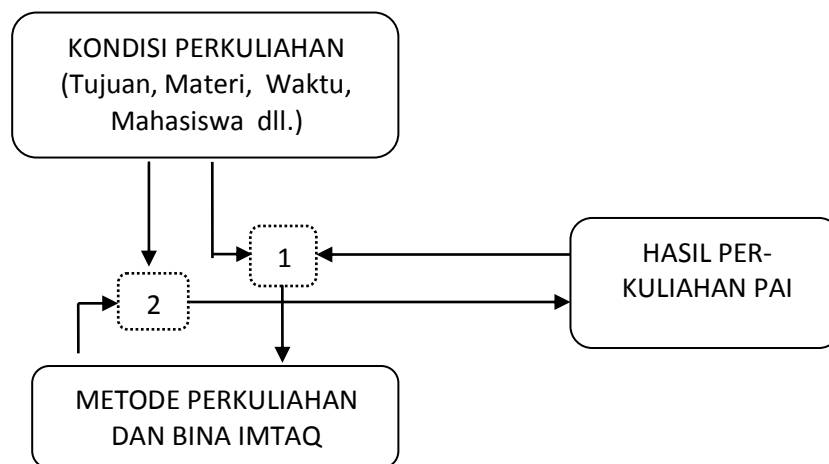 KONDISI PERKULIAHAN
(Tujuan, Materi, Waktu,
Mahasiswa dll.)
1
HASIL PER-
KULIAHAN PAI
2
METODE PERKULIAHAN
DAN BINA IMTAQ